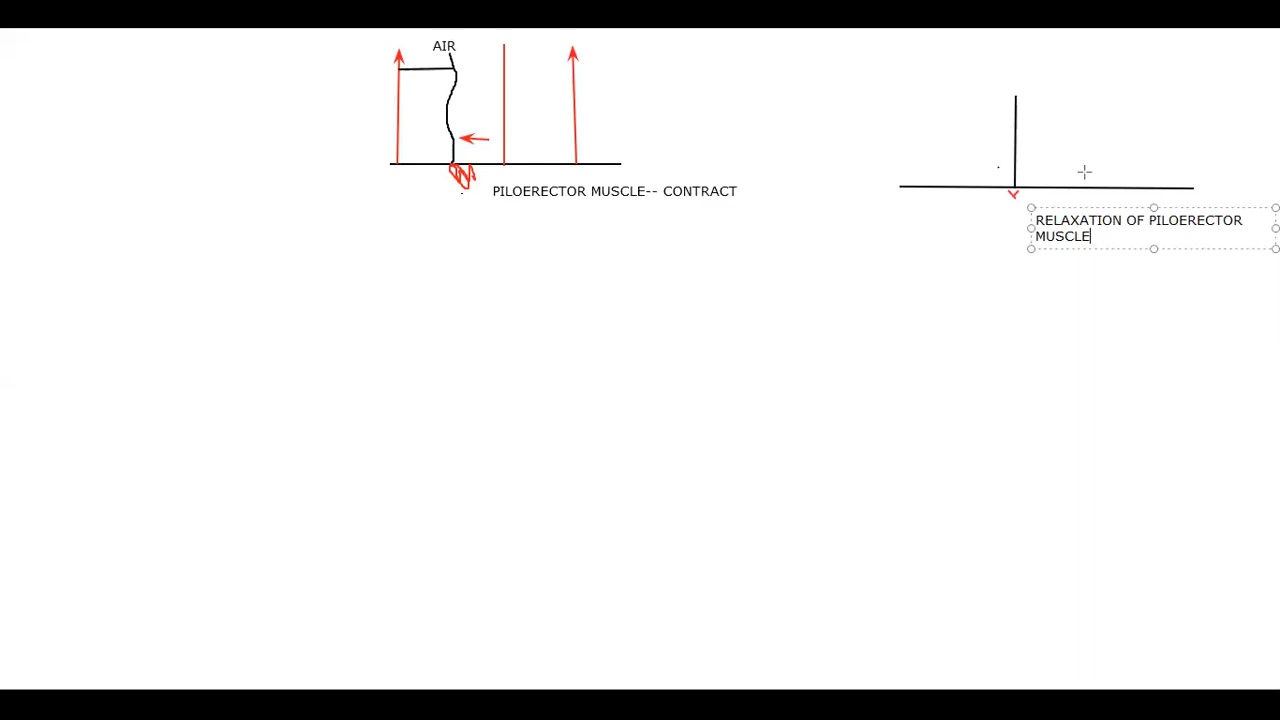 AIR
PILOERECTOR MUSCLE-- CONTRACT
RELAXATION OF PILOERECTOR
MUSCLE